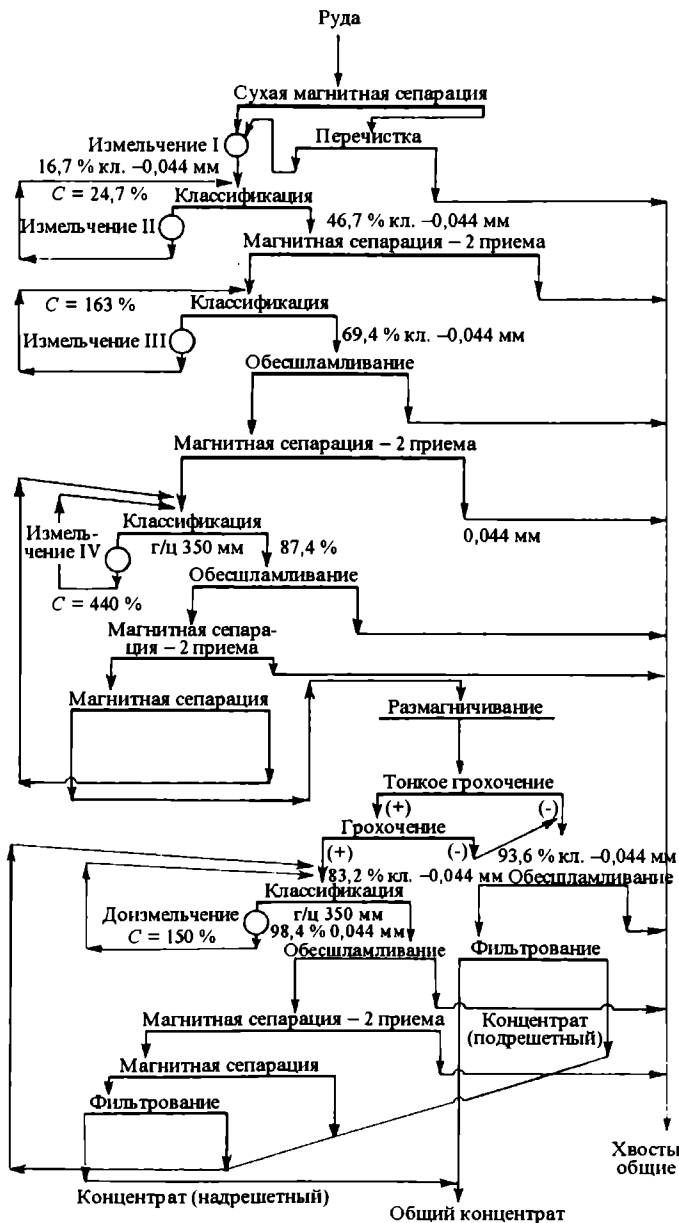 Руда
Сухая магнитная сепарация
Измельчение I
Перечистка
16,7 % кл. –0,044 мм
С = 24,7 %
Классификация
Измельчение II
46,7 % кл. –0,044 мм
Магнитная сепарация – 2 приема
С = 163 %
Классификация
Измельчение III
69,4 % кл. –0,044 мм
Обесшламливание
Магнитная сепарация – 2 приема
Классификация
0,044 мм
Измель-
чение IV
г/ц 350 мм
87,4 %
Обесшламливание
С = 440 %
Магнитная сепара-
ция – 2 приема
Магнитная сепарация
Размагничивание
Тонкое грохочение
(+)
(-)
Грохочение
(+)
(-)
93,6 % кл. –0,044 мм
83,2 % кл. –0,044 мм
Обесшламливание
Классификация
Доизмельчение
г/ц 350 мм
С = 150 %
98,4 % 0,044 мм
Обесшламливание
Фильтрование
Магнитная сепарация – 2 приема
Концентрат
(подрешетный)
Магнитная сепарация
Фильтрование
Хвосты
общие
Концентрат (надрешетный)
Общий концентрат